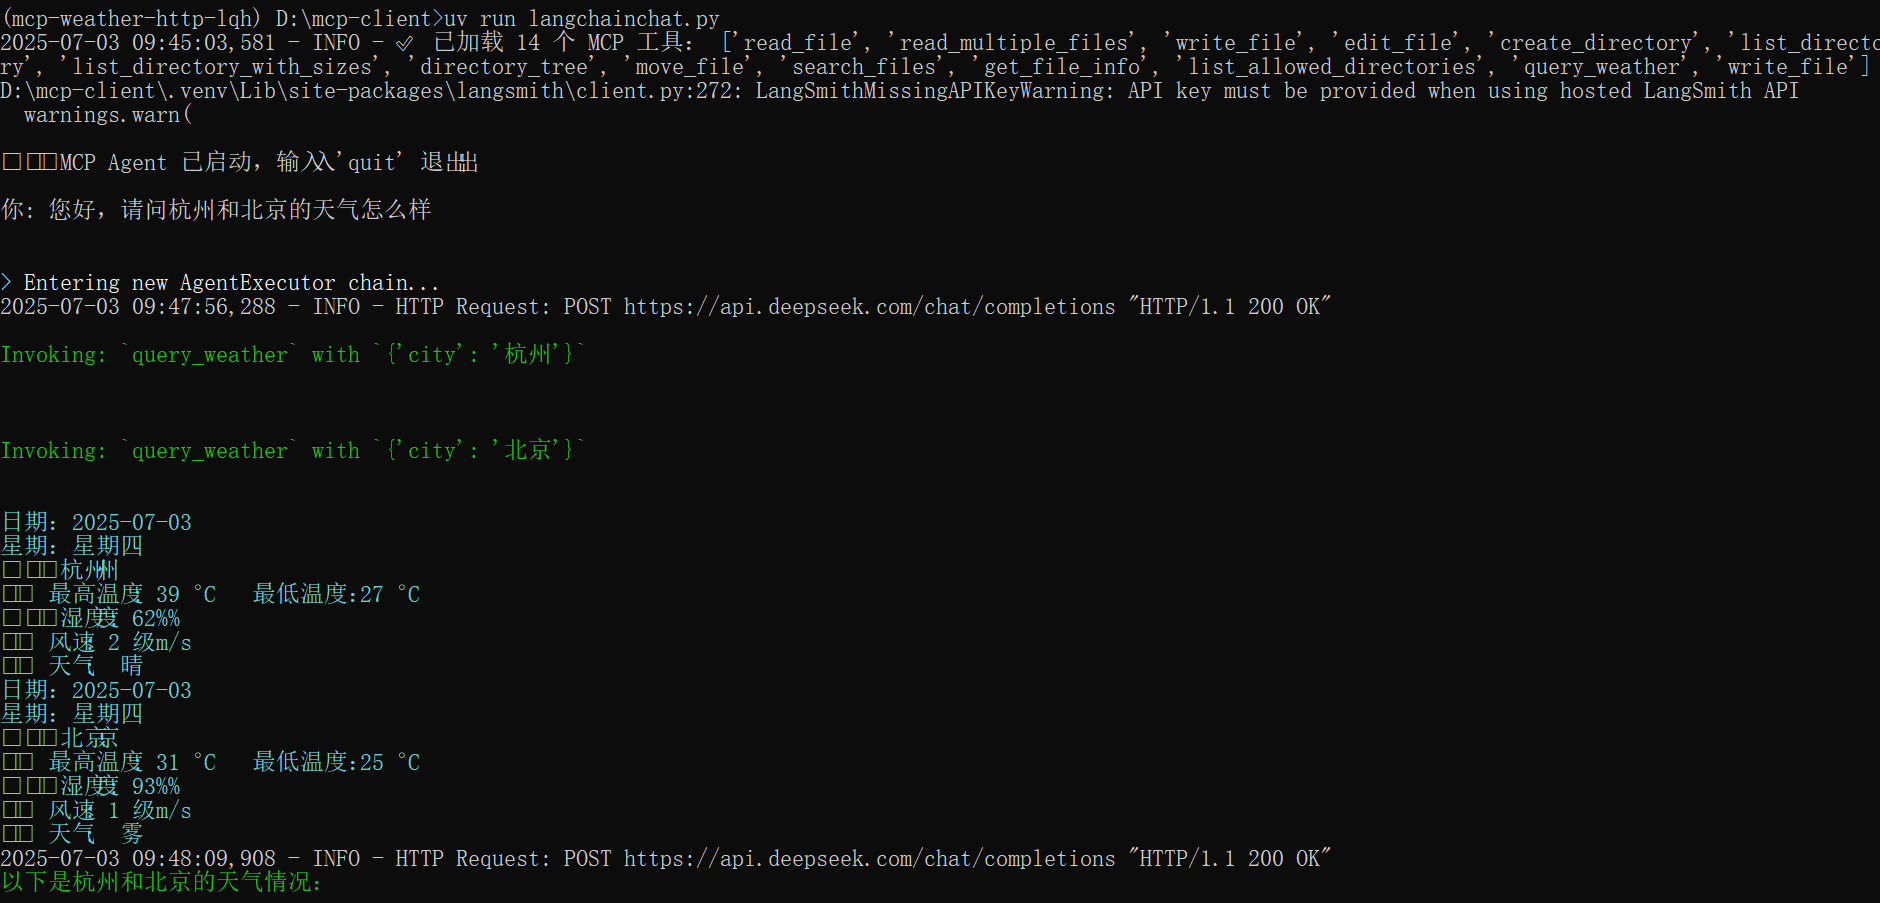 (mcp-weather-http-lqh) D:\mcp-client>uv run langchainchat.py
2025-07-03 09:45:03,581 - INFO - ✅ 已加载 14 个 MCP 工具: ['read_file', 'read_multiple_files', 'write_file', 'edit_file', 'create_directory', 'list_directo
ry', 'list_directory_with_sizes', 'directory_tree', 'move_file', 'search_files', 'get_file_info', 'list_allowed_directories', 'query_weather', 'write_file']
D:\mcp-client\.venv\Lib\site-packages\langsmith\client.py:272: LangSmithMissingAPIKeyWarning: API key must be provided when using hosted LangSmith API
warnings.warn(
MCP Agent 已启动，输入 'quit' 退出
你: 您好，请问杭州和北京的天气怎么样
> Entering new AgentExecutor chain...
2025-07-03 09:47:56,288 - INFO - HTTP Request: POST https://api.deepseek.com/chat/completions "HTTP/1.1 200 OK"
Invoking: `query_weather` with `{'city': '杭州'}`
Invoking: `query_weather` with `{'city': '北京'}`
日期: 2025-07-03
星期: 星期四
杭州
最高温度: 39 °C 最低温度:27 °C
湿度: 62%%
风速: 2 级m/s
天气: 晴
日期: 2025-07-03
星期: 星期四
北京
最高温度: 31 °C 最低温度:25 °C
湿度: 93%%
风速: 1 级m/s
天气: 雾
2025-07-03 09:48:09,908 - INFO - HTTP Request: POST https://api.deepseek.com/chat/completions "HTTP/1.1 200 OK"
以下是杭州和北京的天气情况: